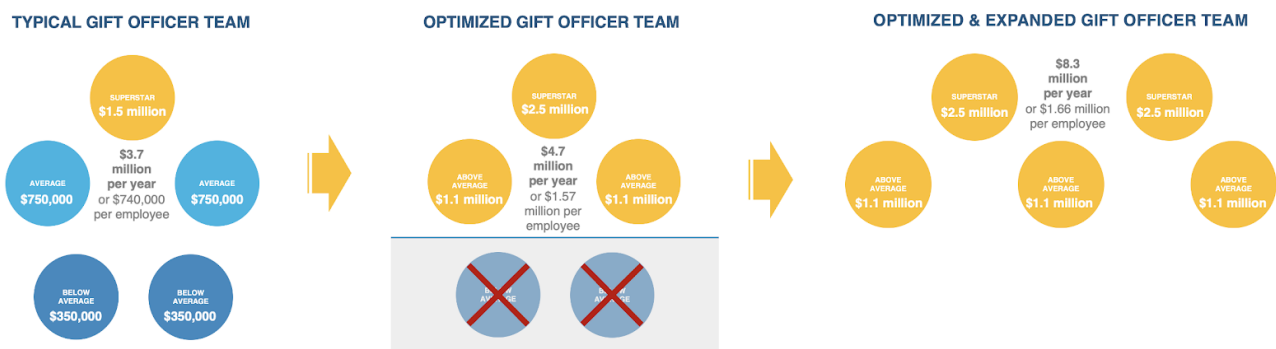 TYPICAL GIFT OFFICER TEAM
SUPERSTAR
$1.5 million
AVERAGE
$750,000
$3.7
million
per year
or $740,000
per employee
AVERAGE
$750,000
BELOW
AVERAGE
$350,000
BELOW
AVERAGE
$350,000
OPTIMIZED GIFT OFFICER TEAM
SUPERSTAR
$2.5 million
ABOVE
AVERAGE
$1.1 million
$4.7
million
per year
or $1.57
million per
employee
ABOVE
AVERAGE
$1.1 million
BELOW
AVERAGE
BELOW
AVERAGE
OPTIMIZED & EXPANDED GIFT OFFICER TEAM
SUPERSTAR
$2.5 million
$8.3
million
per year
or $1.66 million
per employee
SUPERSTAR
$2.5 million
ABOVE
AVERAGE
$1.1 million
ABOVE
AVERAGE
$1.1 million
ABOVE
AVERAGE
$1.1 million